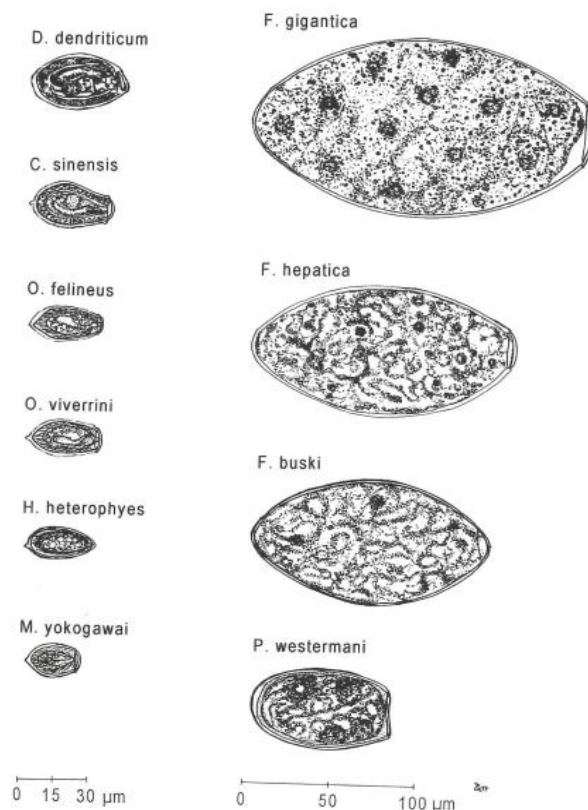 D. dendriticum
C. sinensis
O. felineus
O. viverrini
H. heterophyes
M. yokogawai
0 15 30 µm
F. gigantica
F. hepatica
F. buski
P. westermani
0 50 100 µm